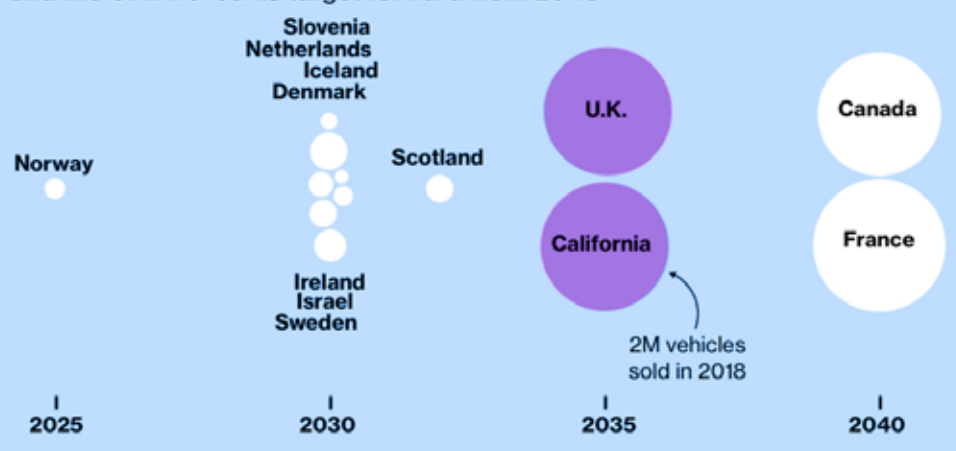 Slovenia
Netherlands
Iceland
Denmark
Norway
Scotland
U.K.
Canada
California
France
Ireland
Israel
Sweden
2M vehicles
sold in 2018
2025
2030
2035
2040